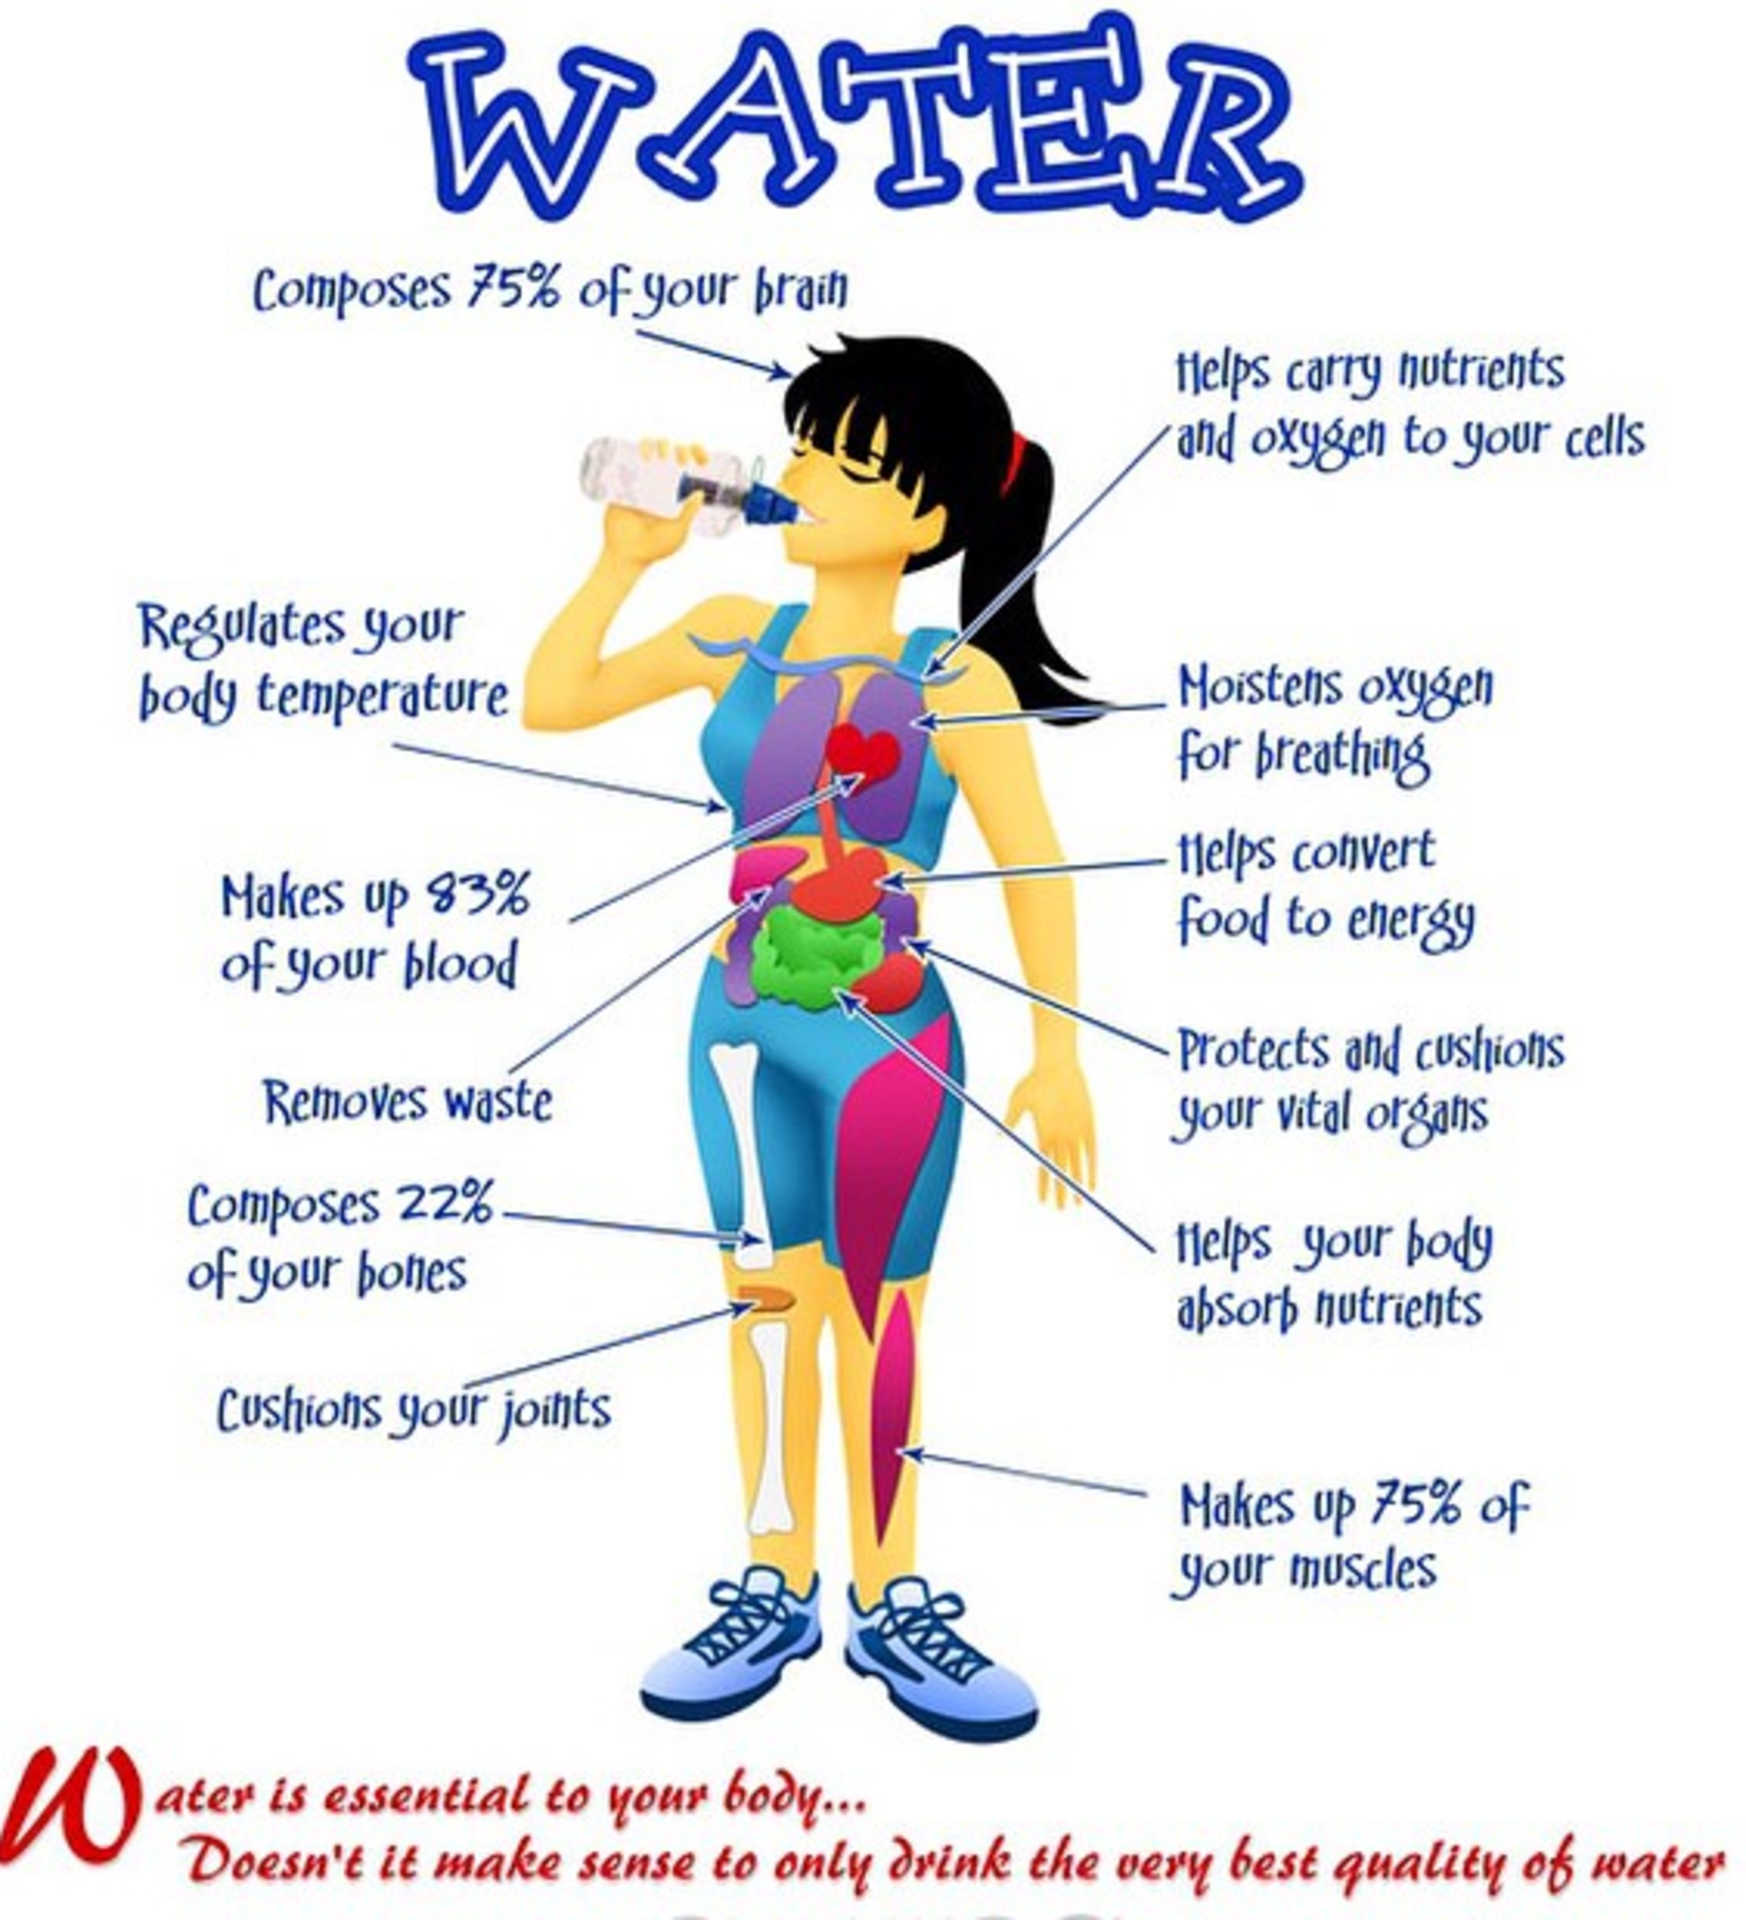 WATER
Composes 75% of your brain
Helps carry nutrients
and oxygen to your cells
Regulates your
body temperature
Moistens oxygen
for breathing
Makes up 83%
of your blood
Helps convert
food to energy
Removes waste
Protects and cushions
your vital organs
Composes 22%
of your bones
Helps your body
absorb nutrients
Cushions your joints
Makes up 75% of
your muscles
Water is essential to your body...
Doesn't it make sense to only drink the very best quality of water